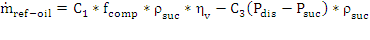 ṁref−oil = C1 * fcomp * ρsuc * ηv − C3(Pdis − Psuc) * ρsuc